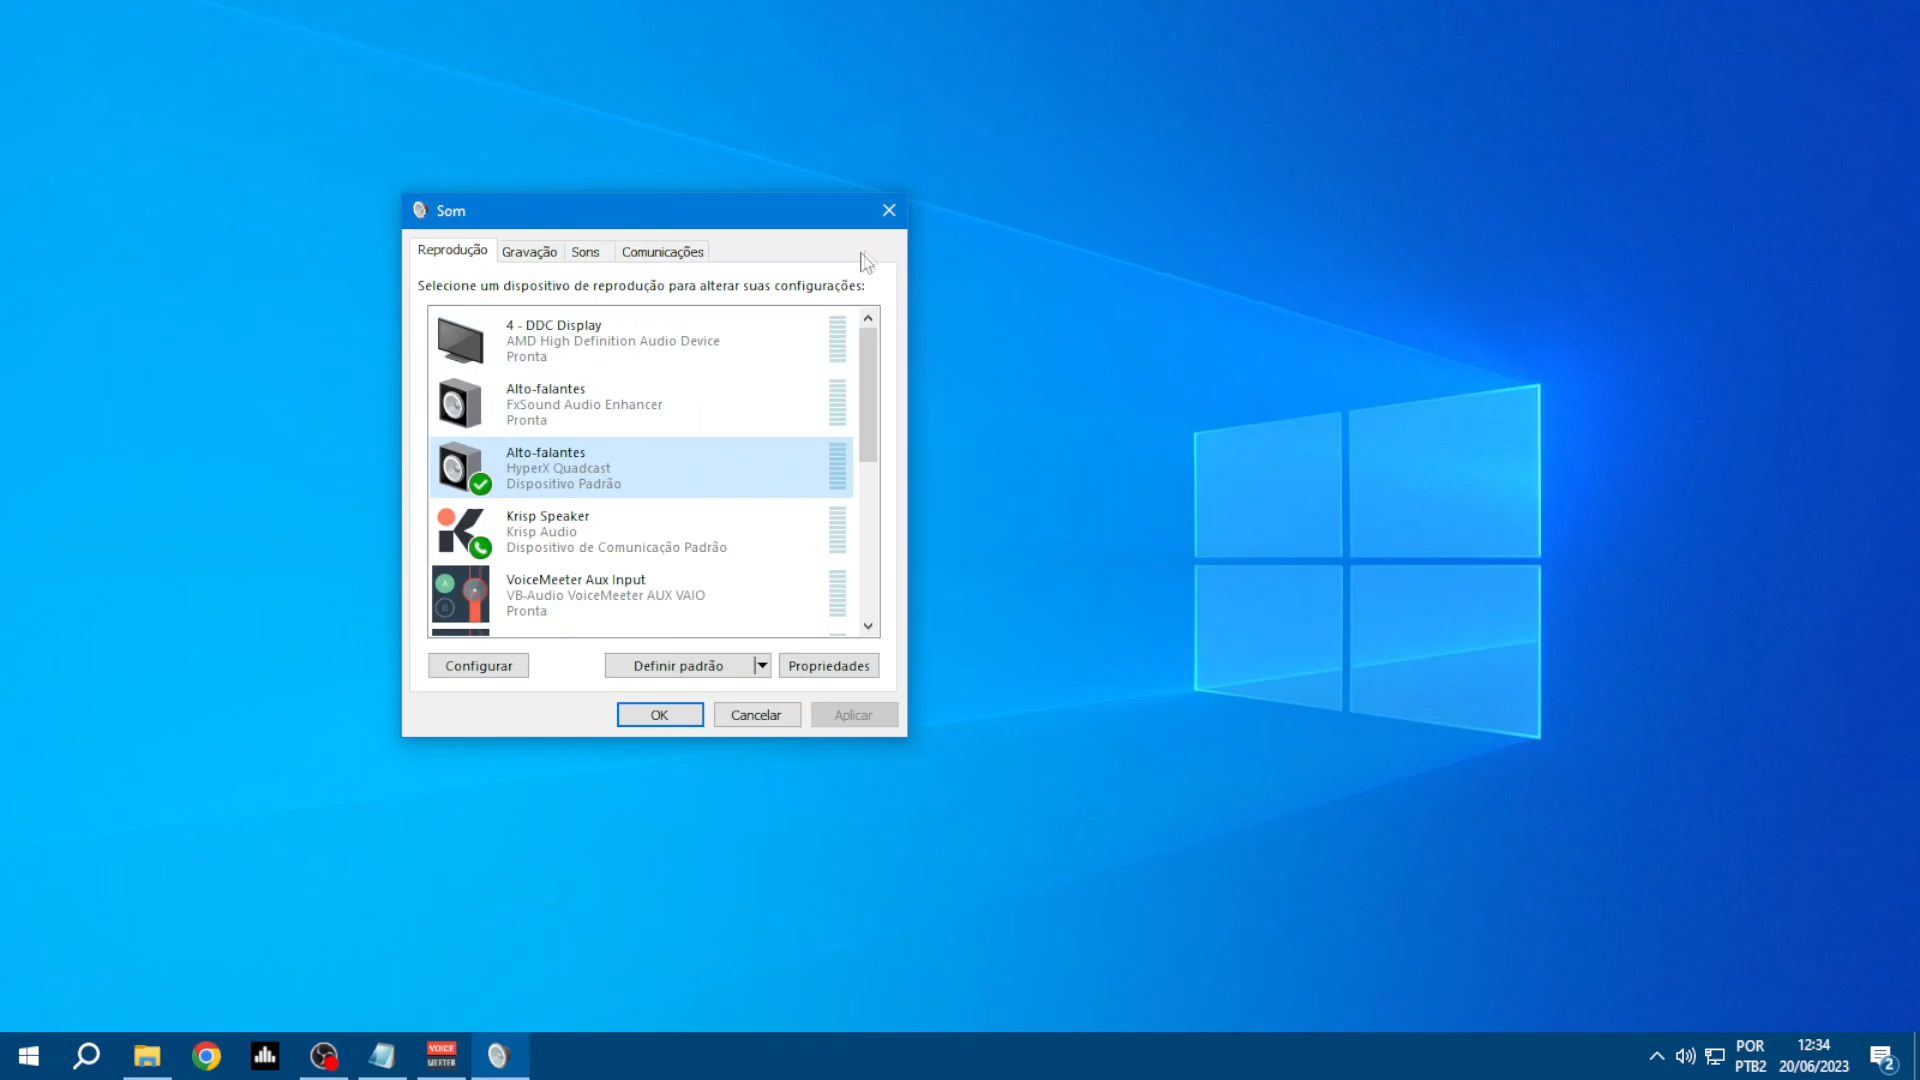 Som
Reprodução Gravação Sons Comunicações
Selecione um dispositivo de reprodução para alterar suas configurações:
4 - DDC Display
AMD High Definition Audio Device
Pronta
Alto-falantes
FxSound Audio Enhancer
Pronta
Alto-falantes
HyperX Quadcast
Dispositivo Padrão
Krisp Speaker
Krisp Audio
Dispositivo de Comunicação Padrão
VoiceMeeter Aux Input
VB-Audio VoiceMeeter AUX VAIO
Pronta
Configurar Definir padrão Propriedades
OK Cancelar Aplicar
VOICE
MEETER
POR
PTB2
12:34
20/06/2023
2